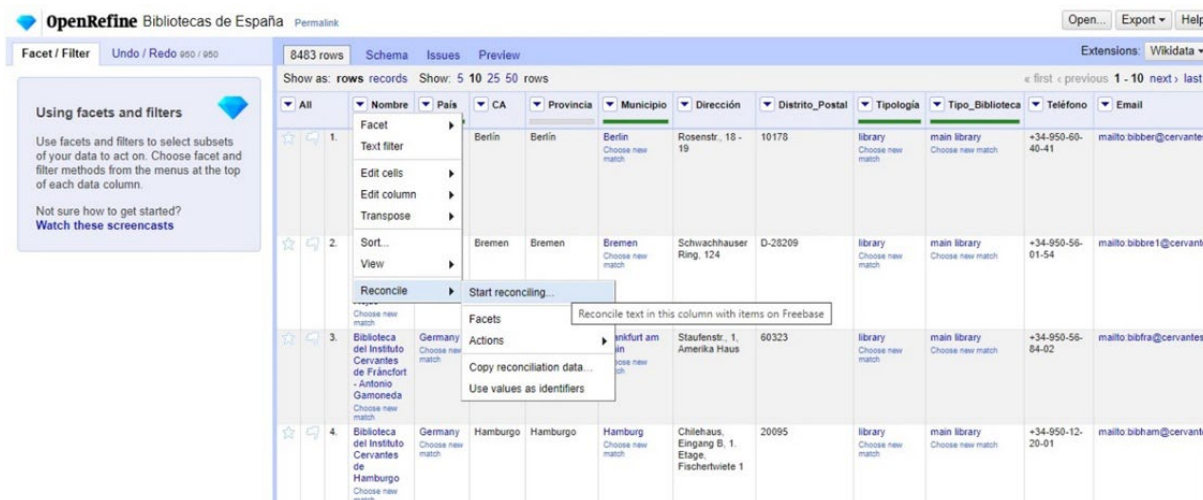 OpenRefine Bibliotecas de España Permalink
Open... Export Help
Facet / Filter Undo / Redo 950 / 950
8483 rows Schema Issues Preview
Extensions: Wikidata
Show as: rows records Show: 5 10 25 50 rows
« first ‹ previous 1 - 10 next › last
Using facets and filters
Use facets and filters to select subsets
of your data to act on. Choose facet and
filter methods from the menus at the top
of each data column.
Not sure how to get started?
Watch these screencasts
All Nombre País CA Provincia Municipio Dirección Distrito_Postal Tipología Tipo_Biblioteca Teléfono Email
Facet
Text filter
Edit cells
Edit column
Transpose
Sort...
View
Reconcile
Start reconciling...
Facets
Actions
Copy reconciliation data...
Use values as identifiers
Reconcile text in this column with items on Freebase
1. Berlín Berlín Berlin Rosenstr., 18 - 10178 library main library +34-950-60- mailto:bibber@cervantes
Choose new 19 Choose new Choose new match 40-41
match match
2. Bremen Bremen Bremen Schwachhauser D-28209 library main library +34-950-56- mailto:bibbre1@cervant
Choose new Ring, 124 Choose new Choose new match 01-54
match match
Choose new
match
3. Biblioteca Germany Staufenstr., 1, 60323 library main library +34-950-56- mailto:bibfra@cervantes
del Instituto Choose new Amerika Haus Choose new Choose new match 84-02
Cervantes match match
de Fráncfort
- Antonio
Gamoneda
Choose new
match
4. Biblioteca Germany Hamburgo Hamburgo Hamburg Chilehaus, 20095 library main library +34-950-12- mailto:bibham@cervant
del Instituto Choose new Choose new Eingang B, 1. Choose new Choose new match 20-01
Cervantes match match Etage, match
de Fischertwiete 1
Hamburgo
Choose new
match